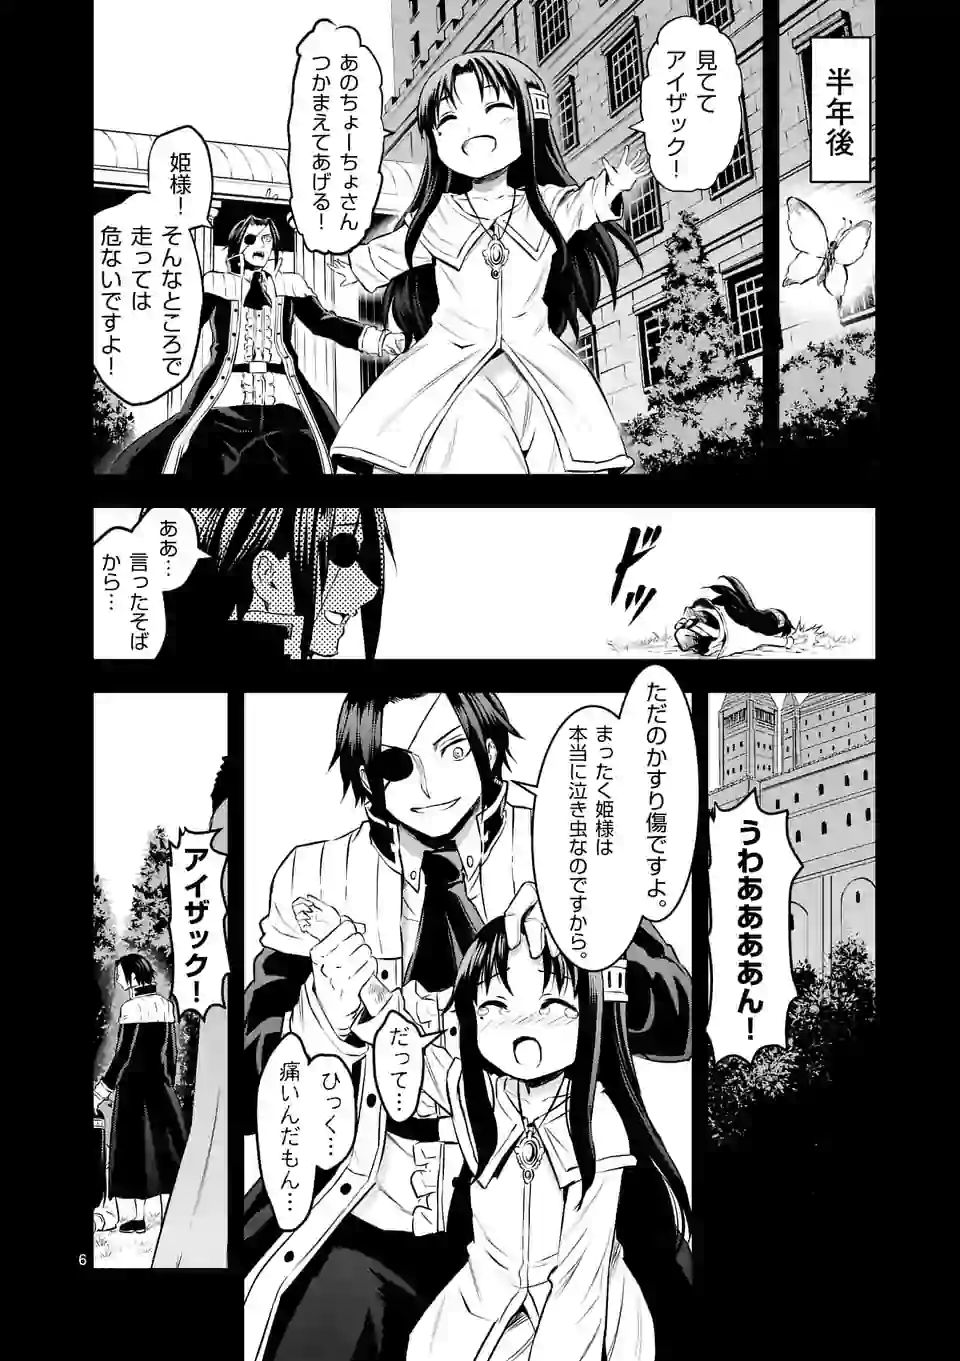 半年後
見てて
アイザック！
あのちょーちょさん
つかまえてあげる！
姫様！
そんなところで
走っては
危ないですよ！
ドドッ
ああ…
言ったそば
から…
うわああああん！
ただのかすり傷ですよ。
まったく姫様は
本当に泣き虫なのですから。
だって…
ひっく…
痛いんだもん…
アイザック！
6